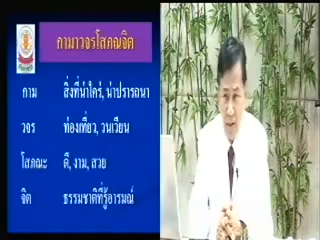 กามาวจรโสภณจิต
กาม สิ่งที่น่าใคร่, น่าปรารถนา
วจร ท่องเที่ยว, วนเวียน
โสภณะ ดี, งาม, สวย
จิต ธรรมชาติที่รู้อารมณ์